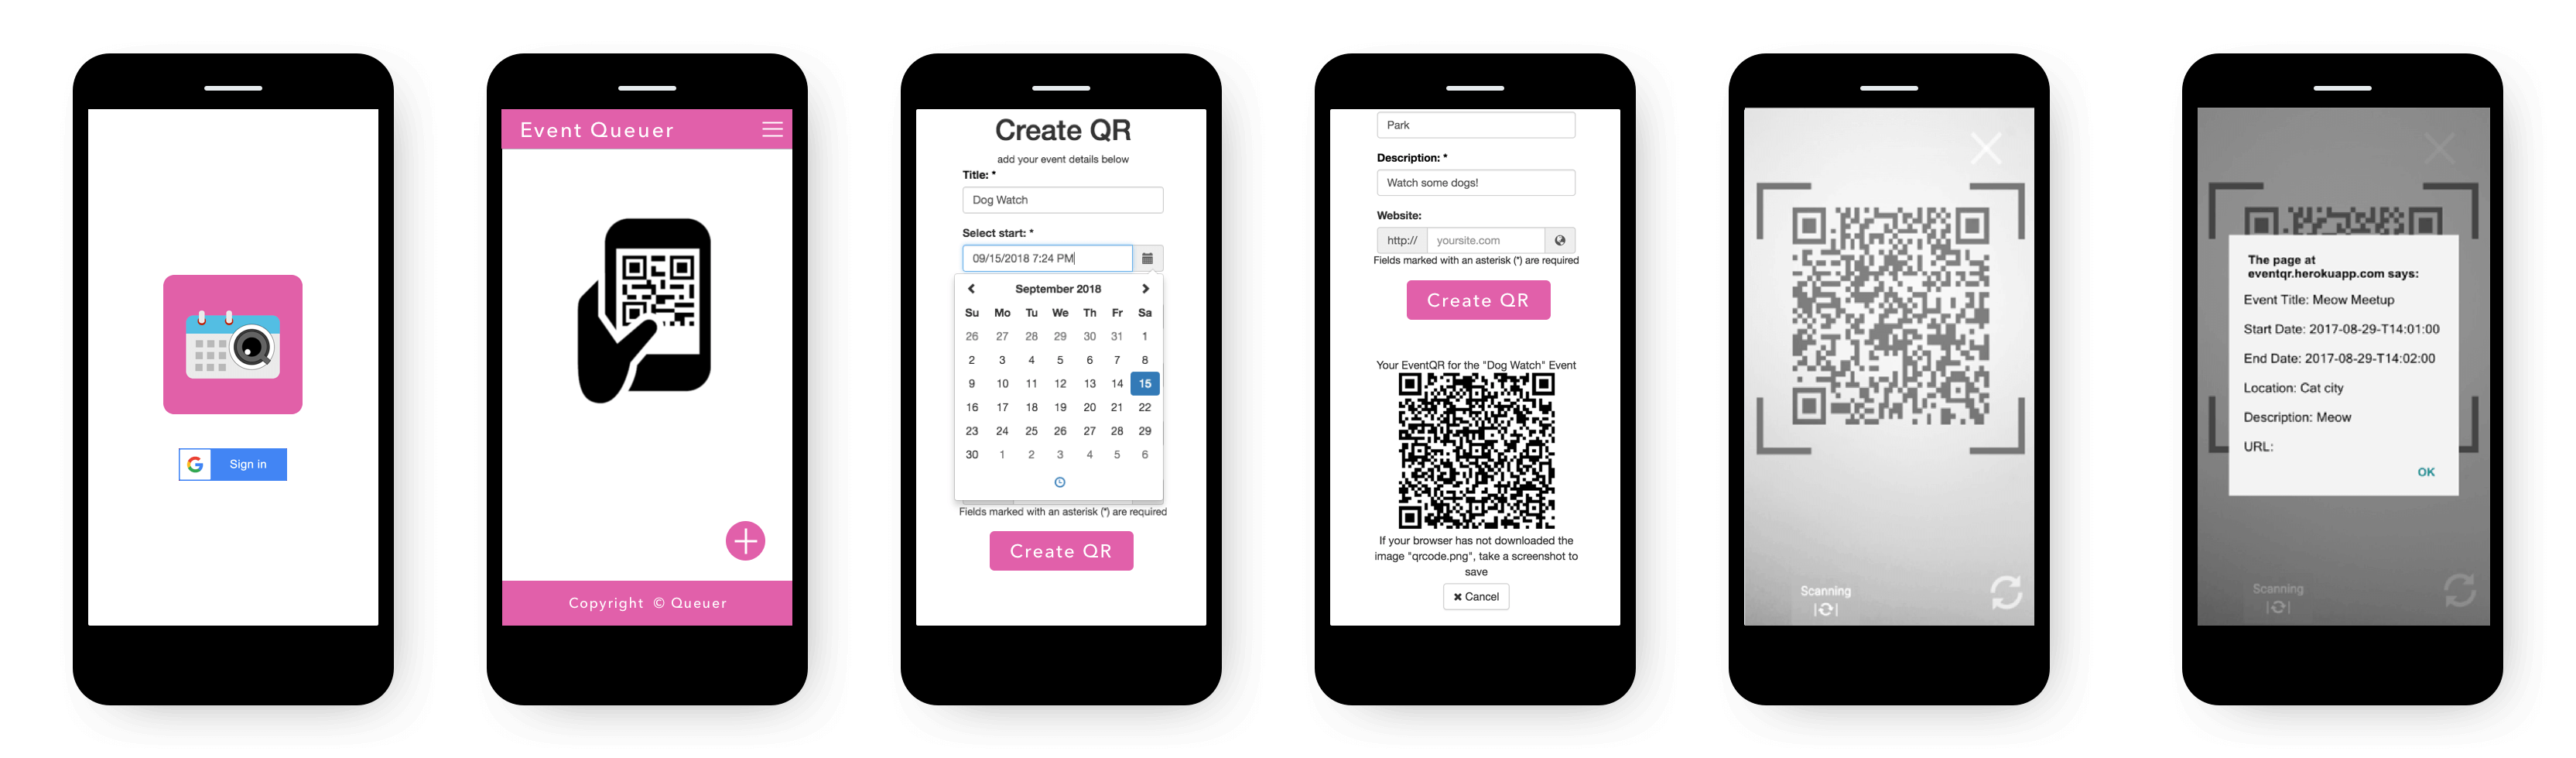 Sign in
Event Queuer
Copyright © Queuer
Create QR
add your event details below
Title: *
Dog Watch
Select start: *
09/15/2018 7:24 PM
September 2018
Su Mo Tu We Th Fr Sa
26 27 28 29 30 31 1
2 3 4 5 6 7 8
9 10 11 12 13 14 15
16 17 18 19 20 21 22
23 24 25 26 27 28 29
30 1 2 3 4 5 6
Fields marked with an asterisk (*) are required
Create QR
Park
Description: *
Watch some dogs!
Website:
http:// yoursite.com
Fields marked with an asterisk (*) are required
Create QR
Your EventQR for the "Dog Watch" Event
If your browser has not downloaded the
image "qrcode.png", take a screenshot to
save
✖ Cancel
Scanning
The page at
eventqr.herokuapp.com says:
Event Title: Meow Meetup
Start Date: 2017-08-29-T14:01:00
End Date: 2017-08-29-T14:02:00
Location: Cat city
Description: Meow
URL:
OK
Scanning